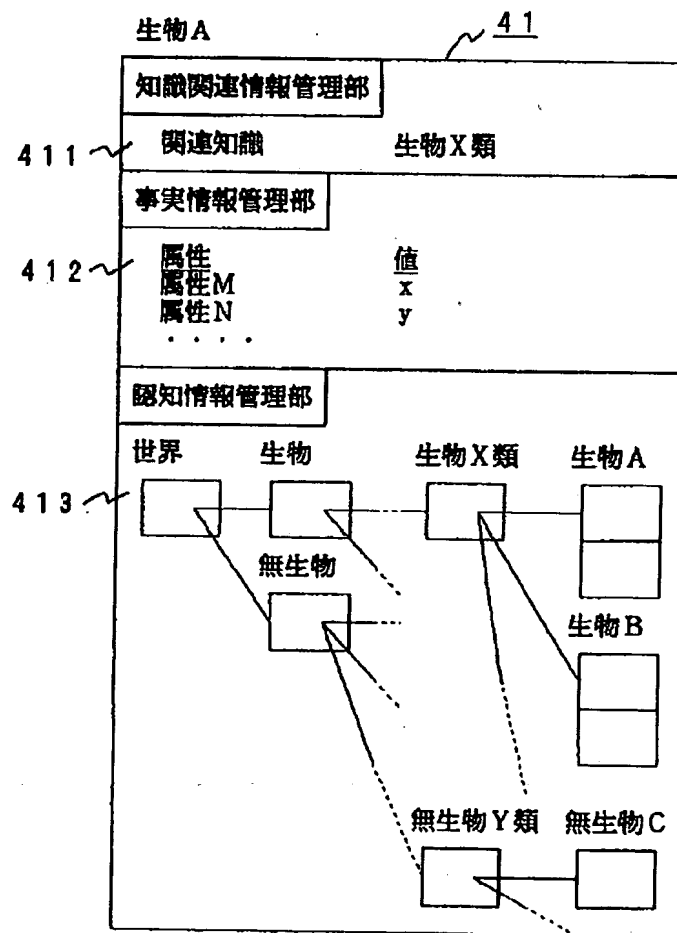 生物A
41
知識関連情報管理部
411 関連知識 生物X類
事実情報管理部
412 属性 値
属性M x
属性N y
・・・・
認知情報管理部
世界 生物 生物X類 生物A
413
無生物
生物B
無生物Y類 無生物C